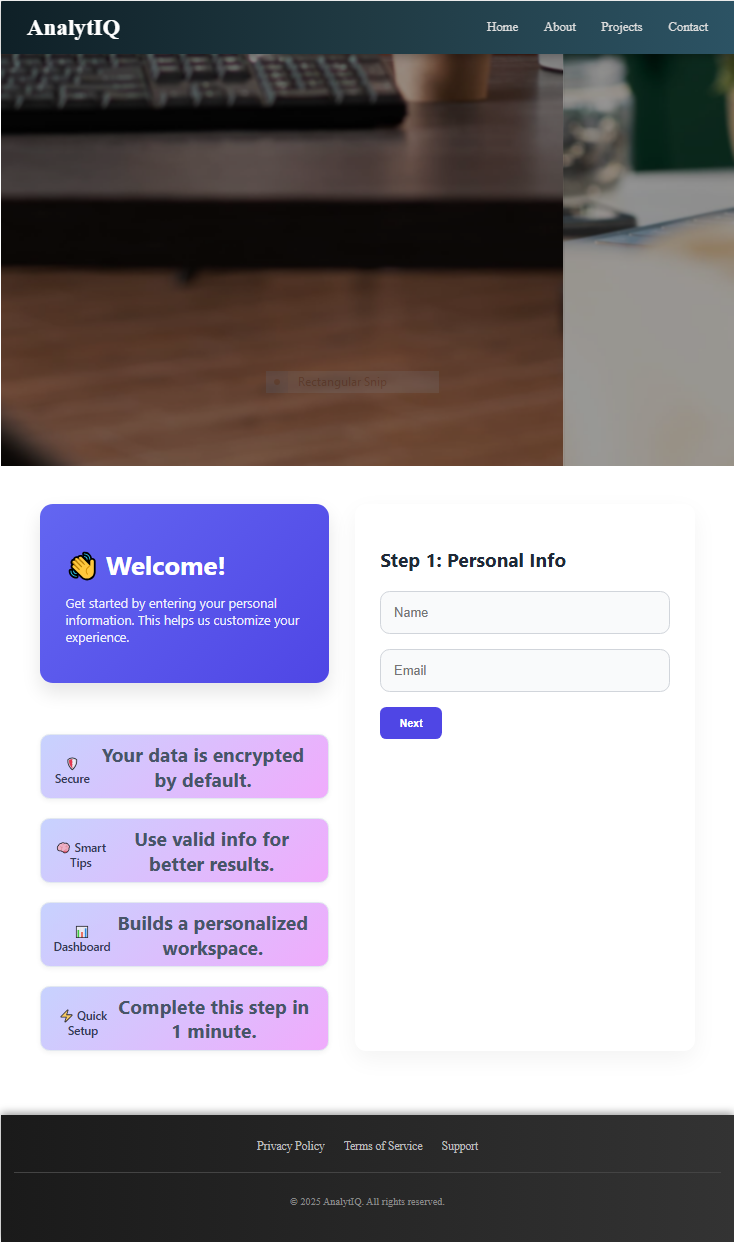 AnalytIQ
Home About Projects Contact
Rectangular Snip
Welcome!
Get started by entering your personal
information. This helps us customize your
experience.
Secure
Your data is encrypted
by default.
Smart
Tips
Use valid info for
better results.
Dashboard
Builds a personalized
workspace.
Quick
Setup
Complete this step in
1 minute.
Step 1: Personal Info
Name
Email
Next
Privacy Policy Terms of Service Support
© 2025 AnalytIQ. All rights reserved.